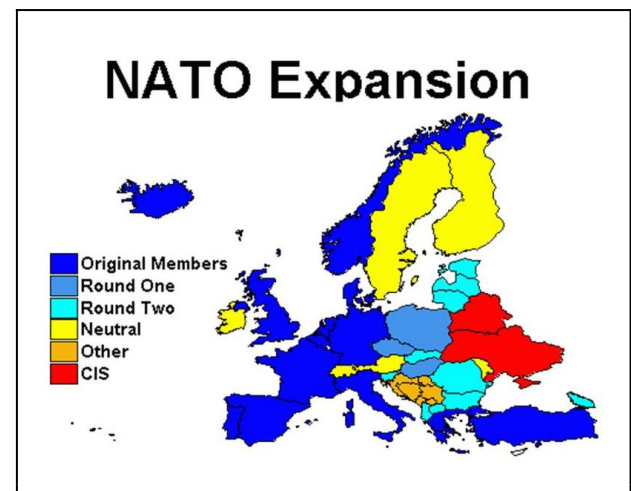 NATO Expansion
Original Members
Round One
Round Two
Neutral
Other
CIS